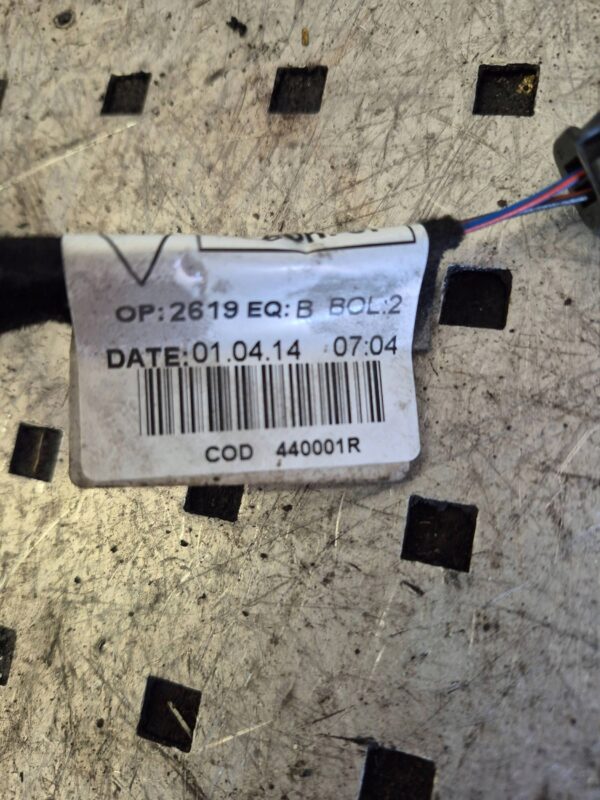 OP:2619 EQ:B BOL:2
DATE:01.04.14 07:04
COD 440001R